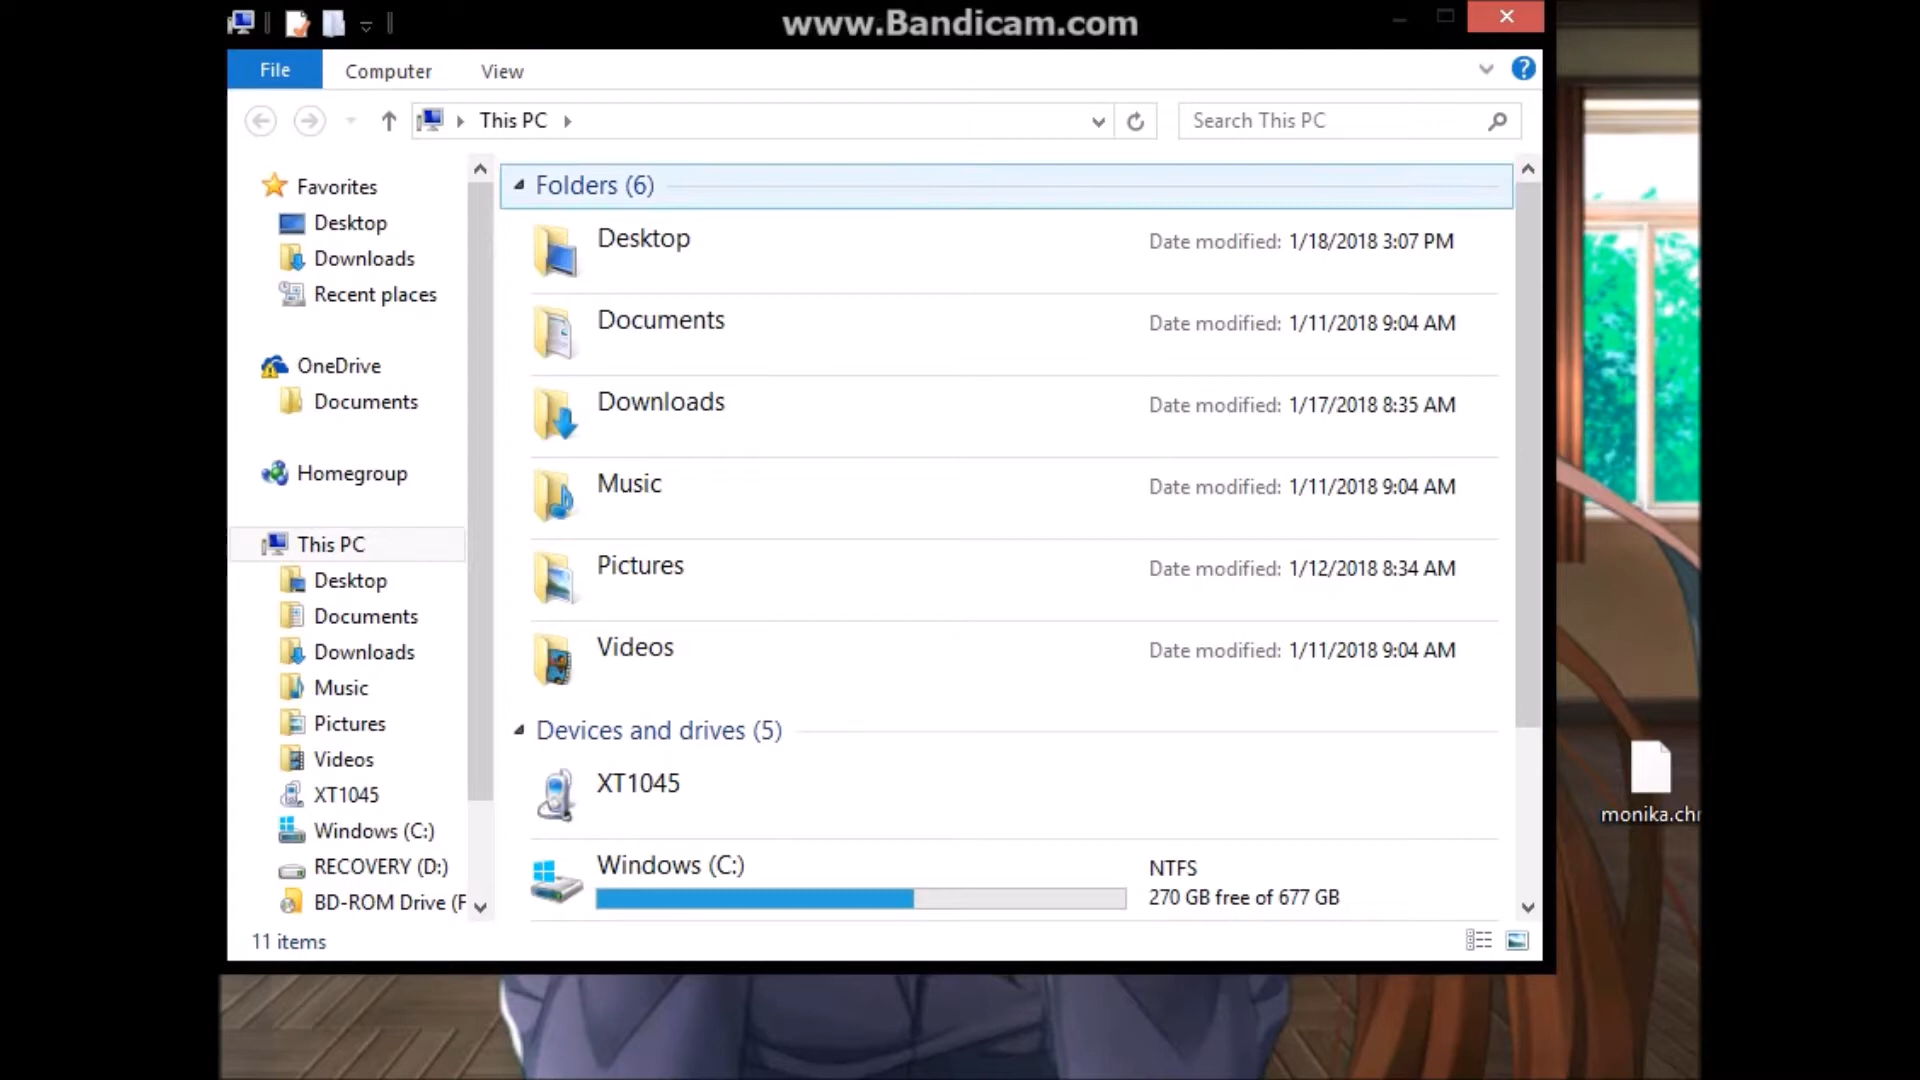 www.Bandicam.com
File
Computer
View
This PC
Search This PC
Favorites
Desktop
Downloads
Recent places
OneDrive
Documents
Homegroup
This PC
Desktop
Documents
Downloads
Music
Pictures
Videos
XT1045
Windows (C:)
RECOVERY (D:)
BD-ROM Drive (F
Folders (6)
Desktop
Date modified: 1/18/2018 3:07 PM
Documents
Date modified: 1/11/2018 9:04 AM
Downloads
Date modified: 1/17/2018 8:35 AM
Music
Date modified: 1/11/2018 9:04 AM
Pictures
Date modified: 1/12/2018 8:34 AM
Videos
Date modified: 1/11/2018 9:04 AM
Devices and drives (5)
XT1045
Windows (C:)
NTFS
270 GB free of 677 GB
11 items
monika.chr